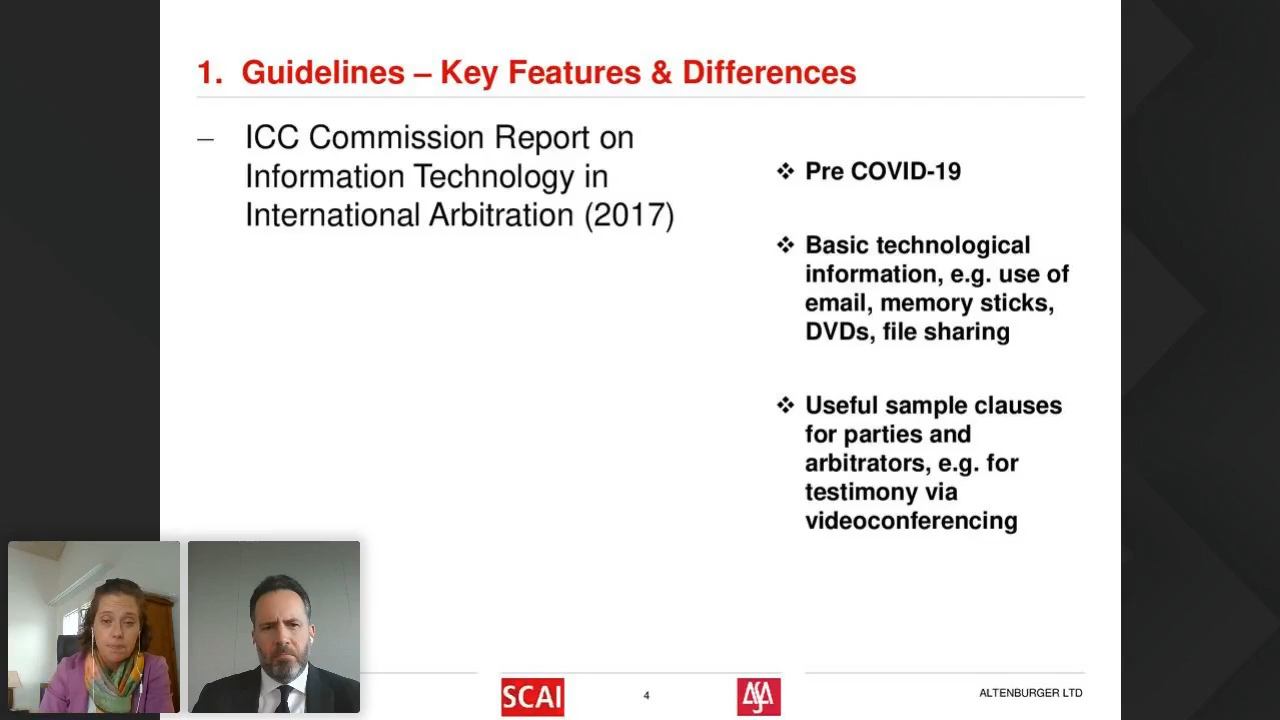 1. Guidelines – Key Features & Differences
– ICC Commission Report on
Information Technology in
International Arbitration (2017)
❖ Pre COVID-19
❖ Basic technological
information, e.g. use of
email, memory sticks,
DVDs, file sharing
❖ Useful sample clauses
for parties and
arbitrators, e.g. for
testimony via
videoconferencing
SCAI
4
ASA
ALTENBURGER LTD